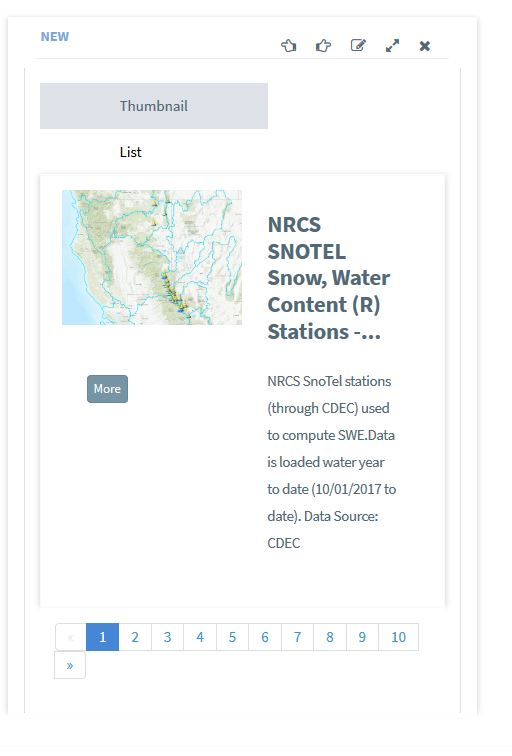 NEW
Thumbnail
List
NRCS
SNOTEL
Snow, Water
Content (R)
Stations -...
More
NRCS SnoTel stations
(through CDEC) used
to compute SWE.Data
is loaded water year
to date (10/01/2017 to
date). Data Source:
CDEC
« 1 2 3 4 5 6 7 8 9 10
»